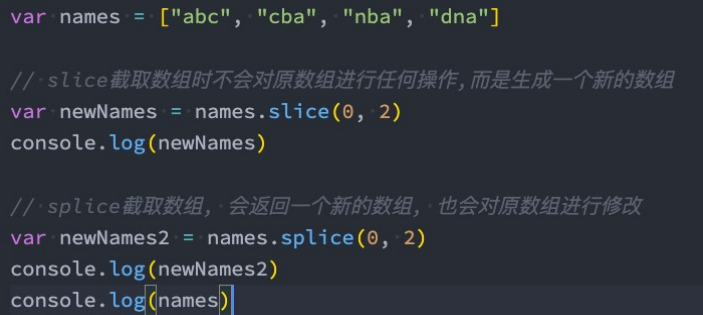 var names = ["abc", "cba", "nba", "dna"]
// slice截取数组时不会对原数组进行任何操作,而是生成一个新的数组
var newNames = names.slice(0, 2)
console.log(newNames)
// splice截取数组, 会返回一个新的数组, 也会对原数组进行修改
var newNames2 = names.splice(0, 2)
console.log(newNames2)
console.log(names)